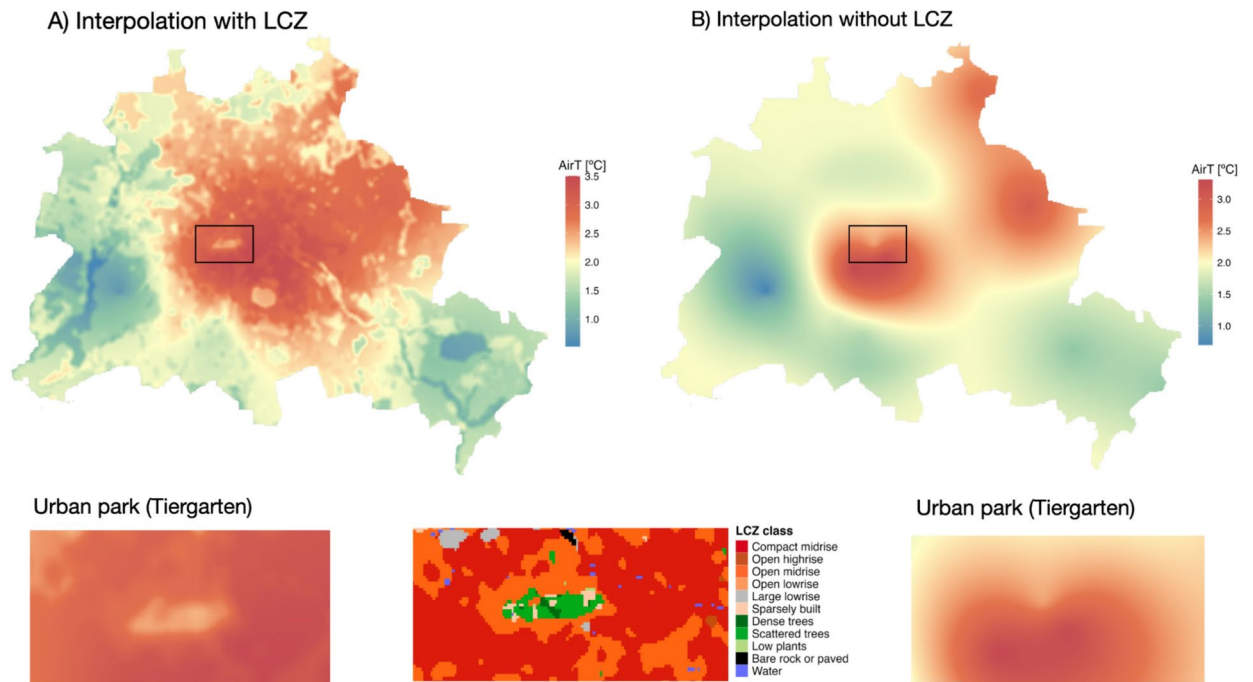 A) Interpolation with LCZ
B) Interpolation without LCZ
AirT [ºC]
3.5
3.0
2.5
2.0
1.5
1.0
AirT [ºC]
3.0
2.5
2.0
1.5
1.0
Urban park (Tiergarten)
Urban park (Tiergarten)
LCZ class
Compact midrise
Open highrise
Open midrise
Open lowrise
Large lowrise
Sparsely built
Dense trees
Scattered trees
Low plants
Bare rock or paved
Water